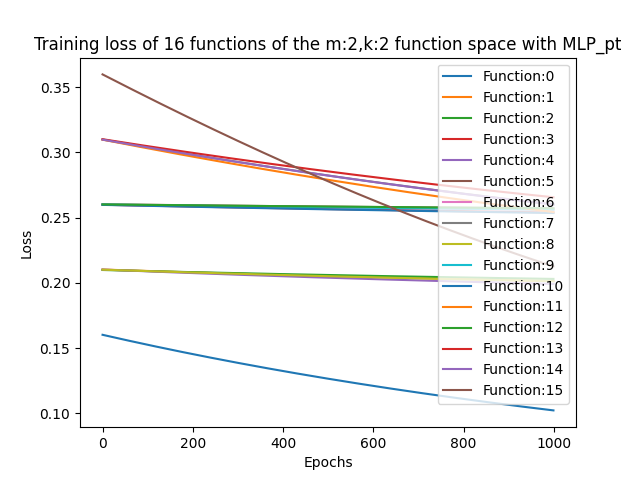 Training loss of 16 functions of the m:2,k:2 function space with MLP_pt
0.35
0.30
0.25
0.20
0.15
0.10
Loss
0
200
400
600
800
1000
Epochs
Function:0
Function:1
Function:2
Function:3
Function:4
Function:5
Function:6
Function:7
Function:8
Function:9
Function:10
Function:11
Function:12
Function:13
Function:14
Function:15